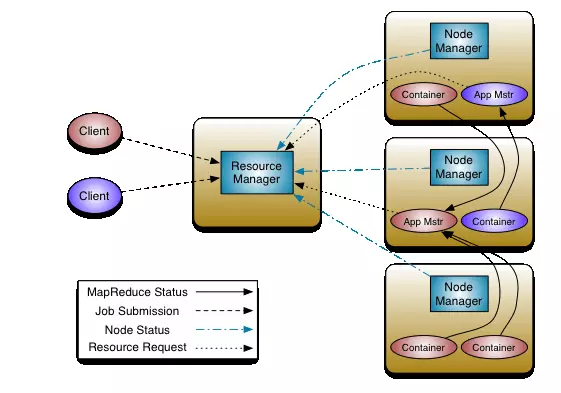 Node
Manager
Container
App Mstr
Client
Resource
Manager
Client
Node
Manager
App Mstr
Container
Node
Manager
Container
Container
MapReduce Status
Job Submission
Node Status
Resource Request